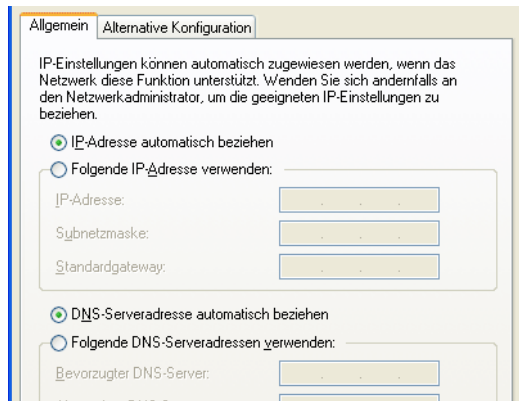 Allgemein Alternative Konfiguration
IP-Einstellungen können automatisch zugewiesen werden, wenn das
Netzwerk diese Funktion unterstützt. Wenden Sie sich andernfalls an
den Netzwerkadministrator, um die geeigneten IP-Einstellungen zu
beziehen.
IP-Adresse automatisch beziehen
Folgende IP-Adresse verwenden:
IP-Adresse:
Subnetzmaske:
Standardgateway:
DNS-Serveradresse automatisch beziehen
Folgende DNS-Serveradressen verwenden:
Bevorzugter DNS-Server: